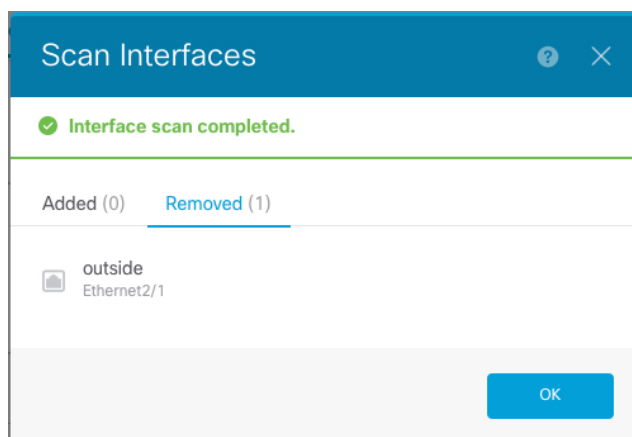 Scan Interfaces
Interface scan completed.
Added (0) Removed (1)
outside
Ethernet2/1
OK